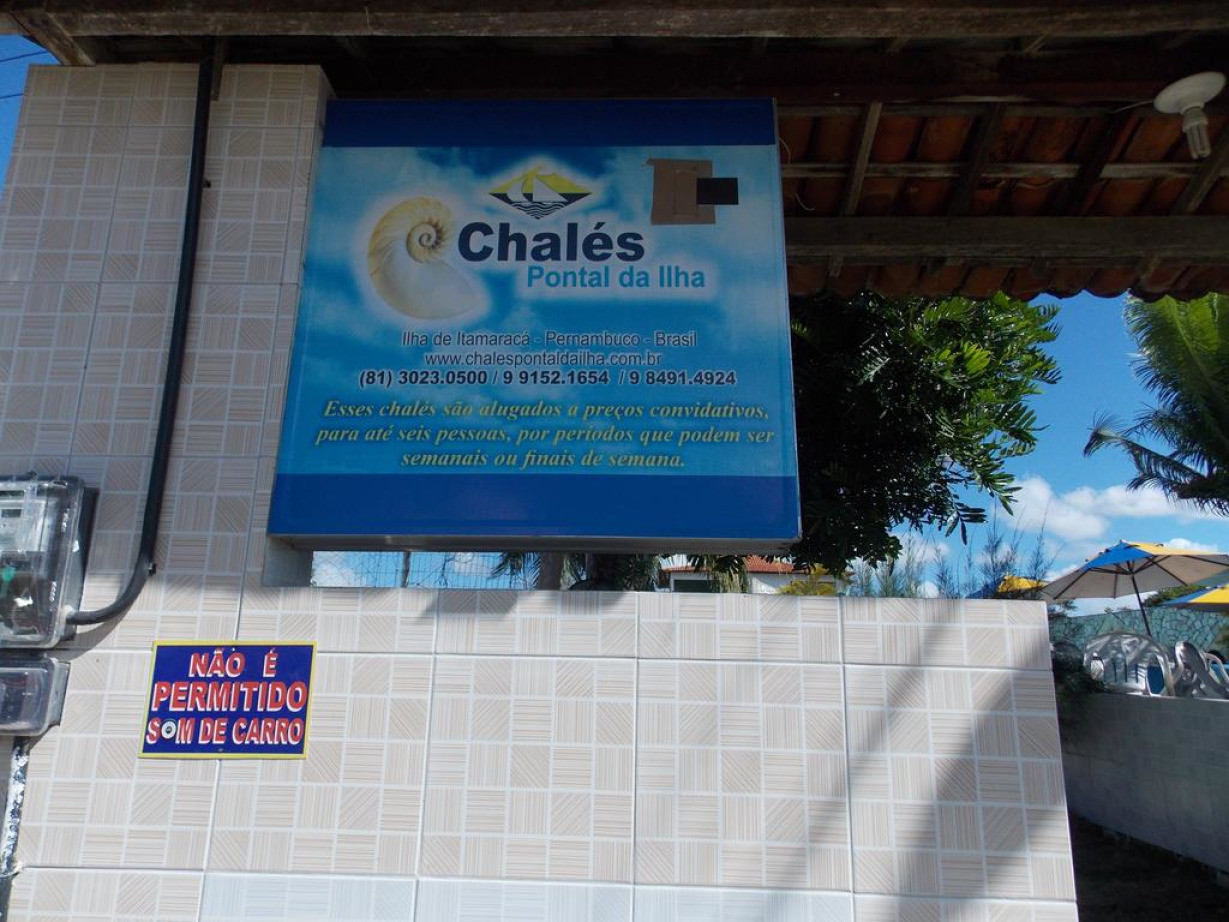 Chalés
Pontal da Ilha
Ilha de Itamaracá - Pernambuco - Brasil
www.chalespontaldailha.com.br
(81) 3023.0500 / 9 9152.1654 / 9 8491.4924
Esses chalés são alugados a preços convidativos,
para até seis pessoas, por períodos que podem ser
semanais ou finais de semana.
NÃO É
PERMITIDO
SOM DE CARRO